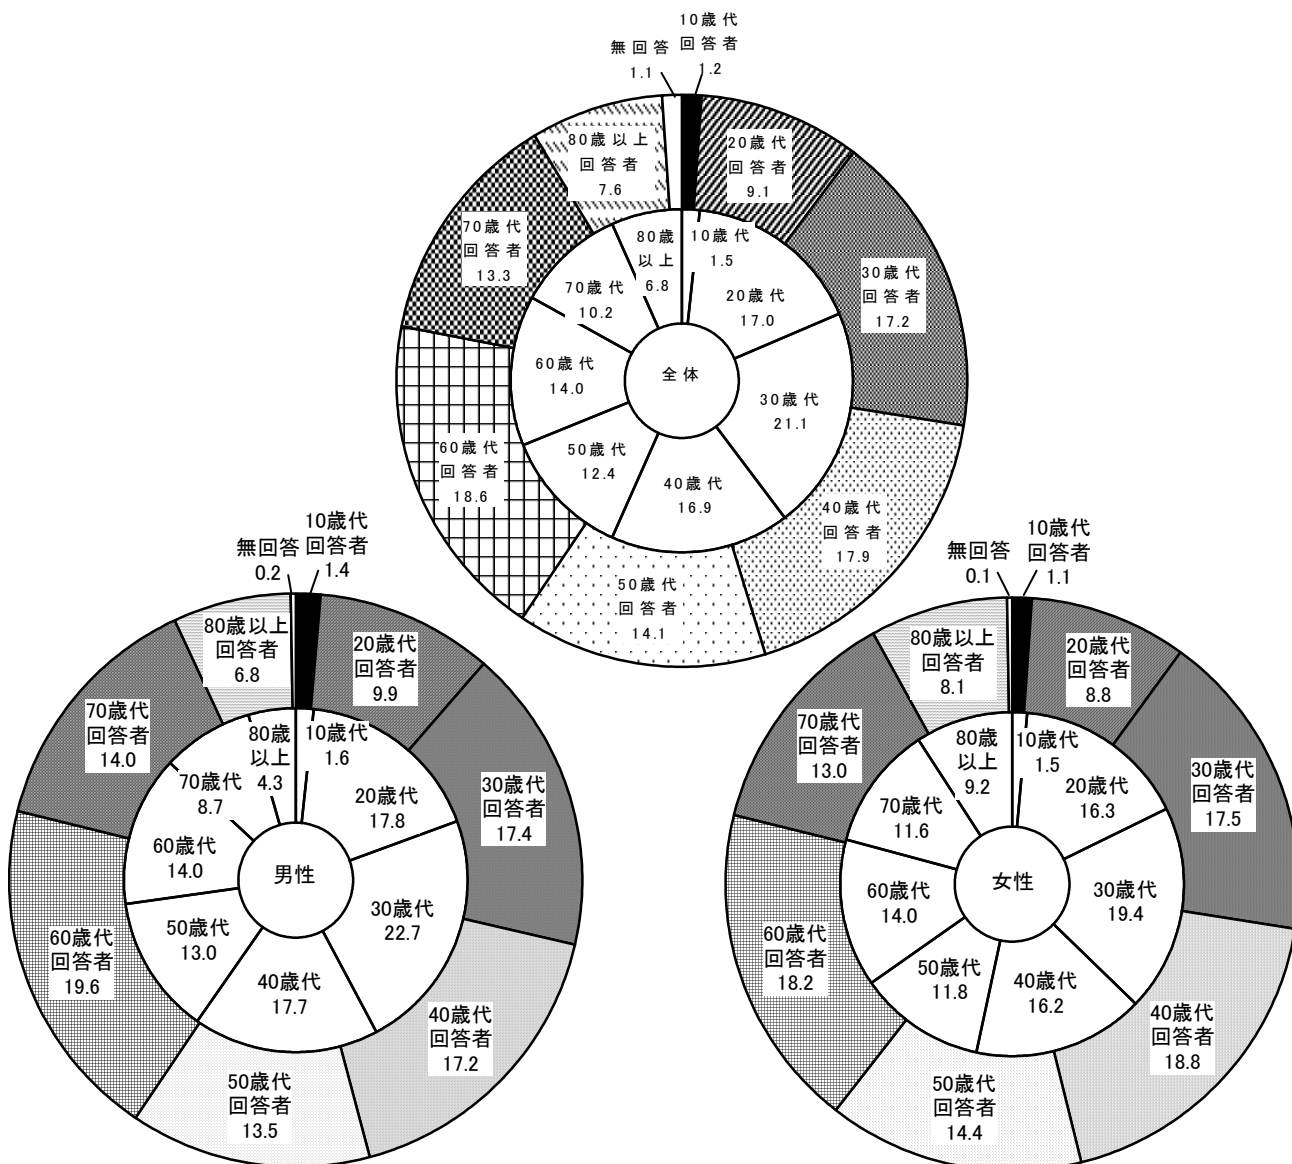 10歳代
回答者
1.2
無回答
1.1
20歳代
回答者
9.1
30歳代
回答者
17.2
40歳代
回答者
17.9
50歳代
回答者
14.1
60歳代
回答者
18.6
70歳代
回答者
13.3
80歳以上
回答者
7.6
10歳代
1.5
20歳代
17.0
30歳代
21.1
40歳代
16.9
50歳代
12.4
60歳代
14.0
70歳代
10.2
80歳
以上
6.8
全体
10歳代
回答者
1.4
無回答
0.2
20歳代
回答者
9.9
30歳代
回答者
17.4
40歳代
回答者
17.2
50歳代
回答者
13.5
60歳代
回答者
19.6
70歳代
回答者
14.0
80歳以上
回答者
6.8
10歳代
1.6
20歳代
17.8
30歳代
22.7
40歳代
17.7
50歳代
13.0
60歳代
14.0
70歳代
8.7
80歳
以上
4.3
男性
10歳代
回答者
1.1
無回答
0.1
20歳代
回答者
8.8
30歳代
回答者
17.5
40歳代
回答者
18.8
50歳代
回答者
14.4
60歳代
回答者
18.2
70歳代
回答者
13.0
80歳以上
回答者
8.1
10歳代
1.5
20歳代
16.3
30歳代
19.4
40歳代
16.2
50歳代
11.8
60歳代
14.0
70歳代
11.6
80歳
以上
9.2
女性